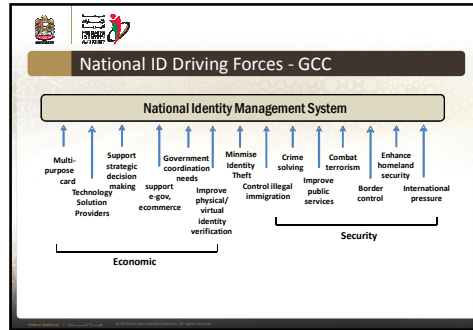 National ID Driving Forces - GCC
National Identity Management System
Multi-
purpose
card
Technology
Solution
Providers
Support
strategic
decision
making
support
e-gov,
ecommerce
Government
coordination
needs
Improve
physical/
virtual
identity
verification
Minmise
Identity
Theft
Control illegal
immigration
Crime
solving
Improve
public
services
Combat
terrorism
Border
control
Enhance
homeland
security
International
pressure
Economic
Security